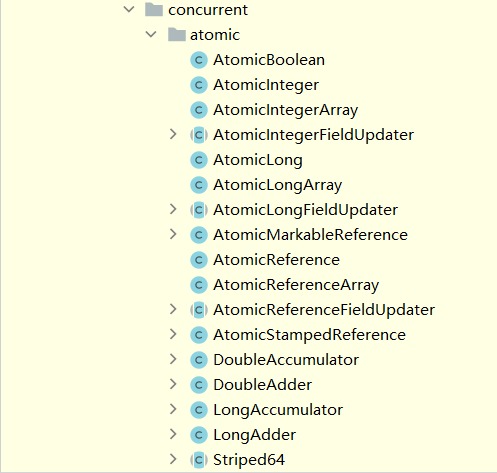 concurrent
atomic
AtomicBoolean
AtomicInteger
AtomicIntegerArray
AtomicIntegerFieldUpdater
AtomicLong
AtomicLongArray
AtomicLongFieldUpdater
AtomicMarkableReference
AtomicReference
AtomicReferenceArray
AtomicReferenceFieldUpdater
AtomicStampedReference
DoubleAccumulator
DoubleAdder
LongAccumulator
LongAdder
Striped64